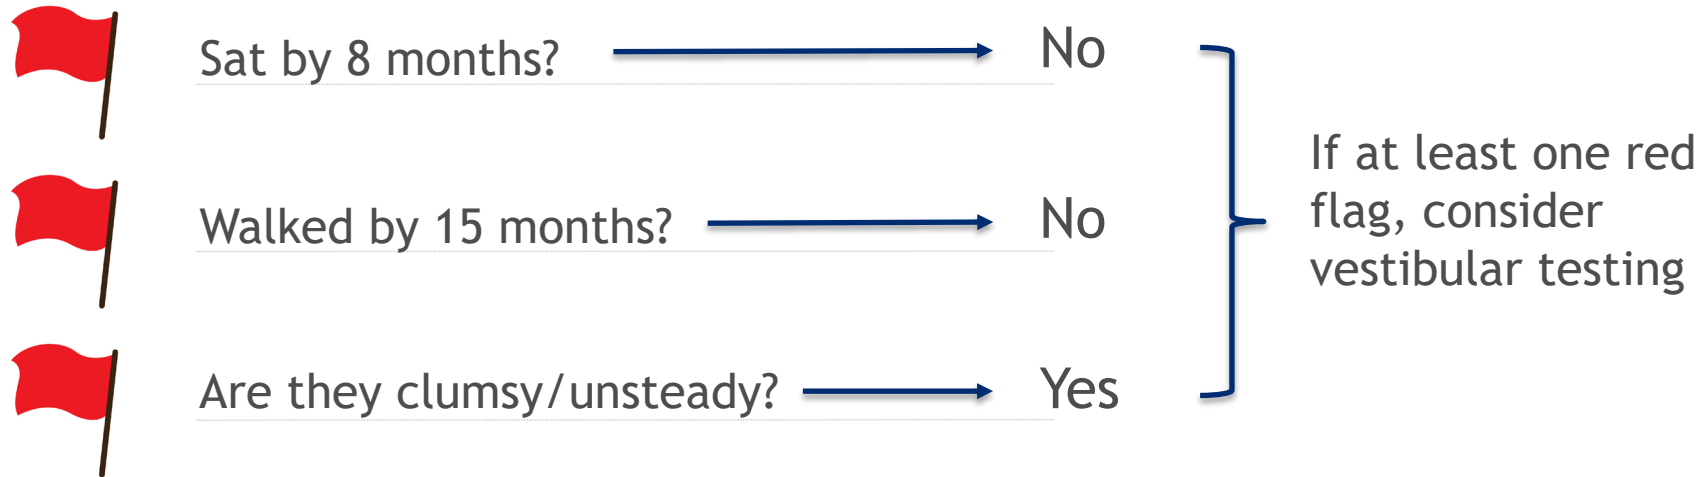 Sat by 8 months? No
Walked by 15 months? No
Are they clumsy/unsteady? Yes
If at least one red
flag, consider
vestibular testing